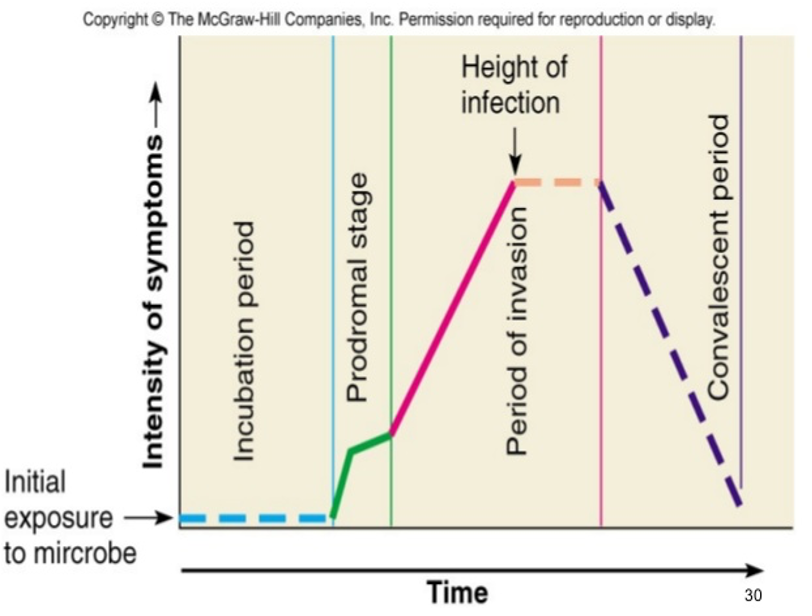 Copyright © The McGraw-Hill Companies, Inc. Permission required for reproduction or display.
Height of
infection
Intensity of symptoms
Incubation period
Prodromal stage
Period of invasion
Convalescent period
Initial
exposure
to mircrobe
Time
30